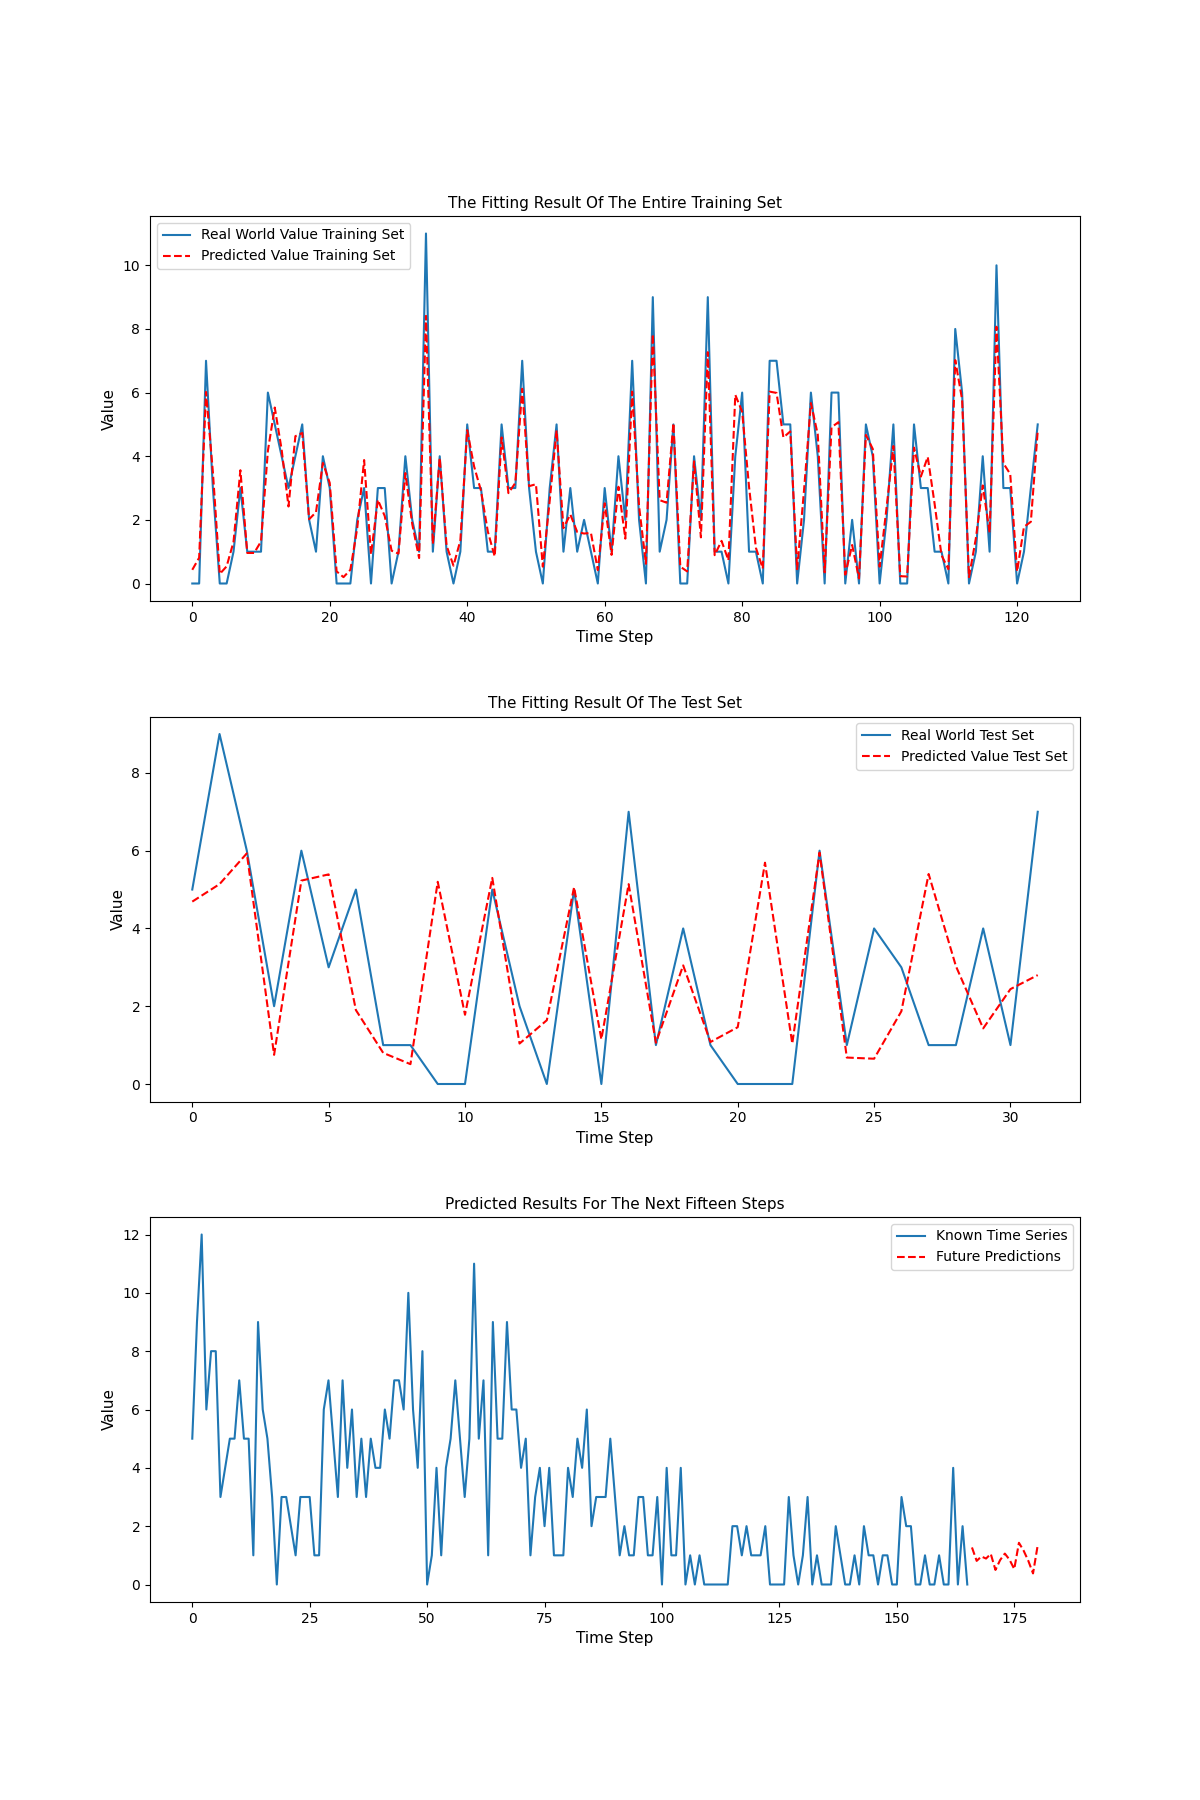 The Fitting Result Of The Entire Training Set
Real World Value Training Set
Predicted Value Training Set
Value
10
8
6
4
2
0
0 20 40 60 80 100 120
Time Step
The Fitting Result Of The Test Set
Real World Test Set
Predicted Value Test Set
Value
8
6
4
2
0
0 5 10 15 20 25 30
Time Step
Predicted Results For The Next Fifteen Steps
Known Time Series
Future Predictions
Value
12
10
8
6
4
2
0
0 25 50 75 100 125 150 175
Time Step